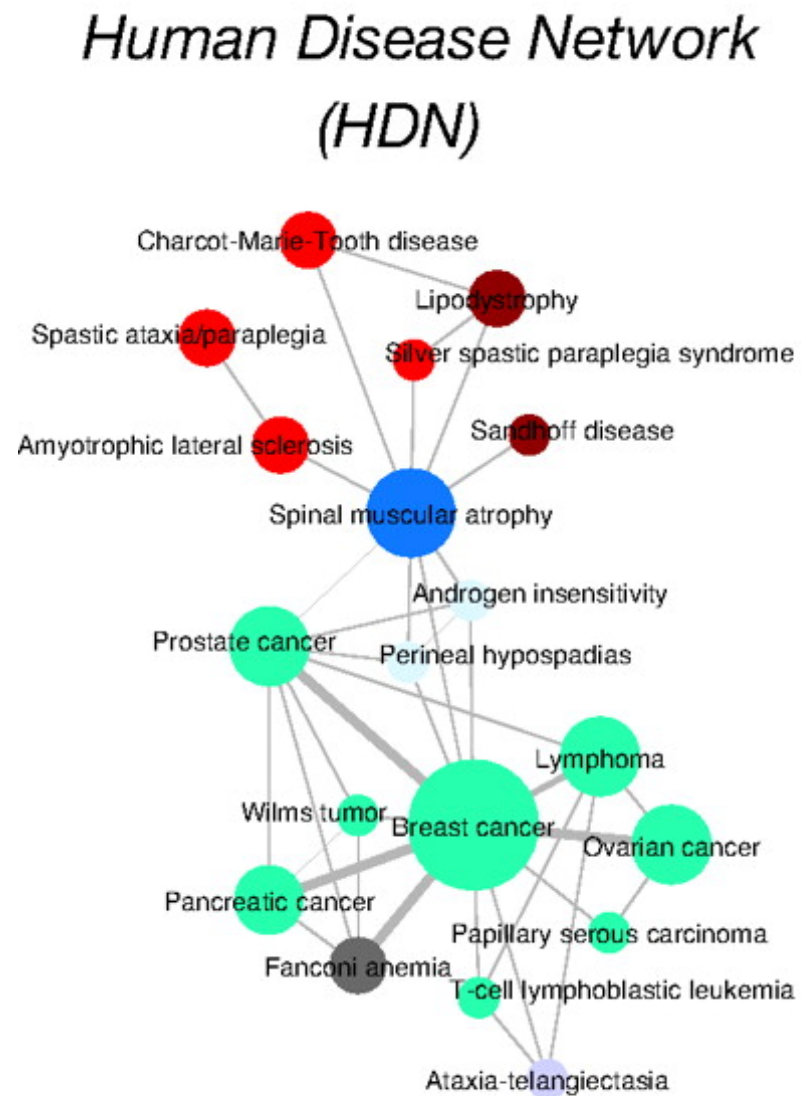 Human Disease Network
(HDN)
Charcot-Marie-Tooth disease
Lipodystrophy
Spastic ataxia/paraplegia
Silver spastic paraplegia syndrome
Sandhoff disease
Amyotrophic lateral sclerosis
Spinal muscular atrophy
Androgen insensitivity
Prostate cancer
Perineal hypospadias
Lymphoma
Wilms tumor
Breast cancer
Ovarian cancer
Pancreatic cancer
Papillary serous carcinoma
Fanconi anemia
T-cell lymphoblastic leukemia
Ataxia-telangiectasia